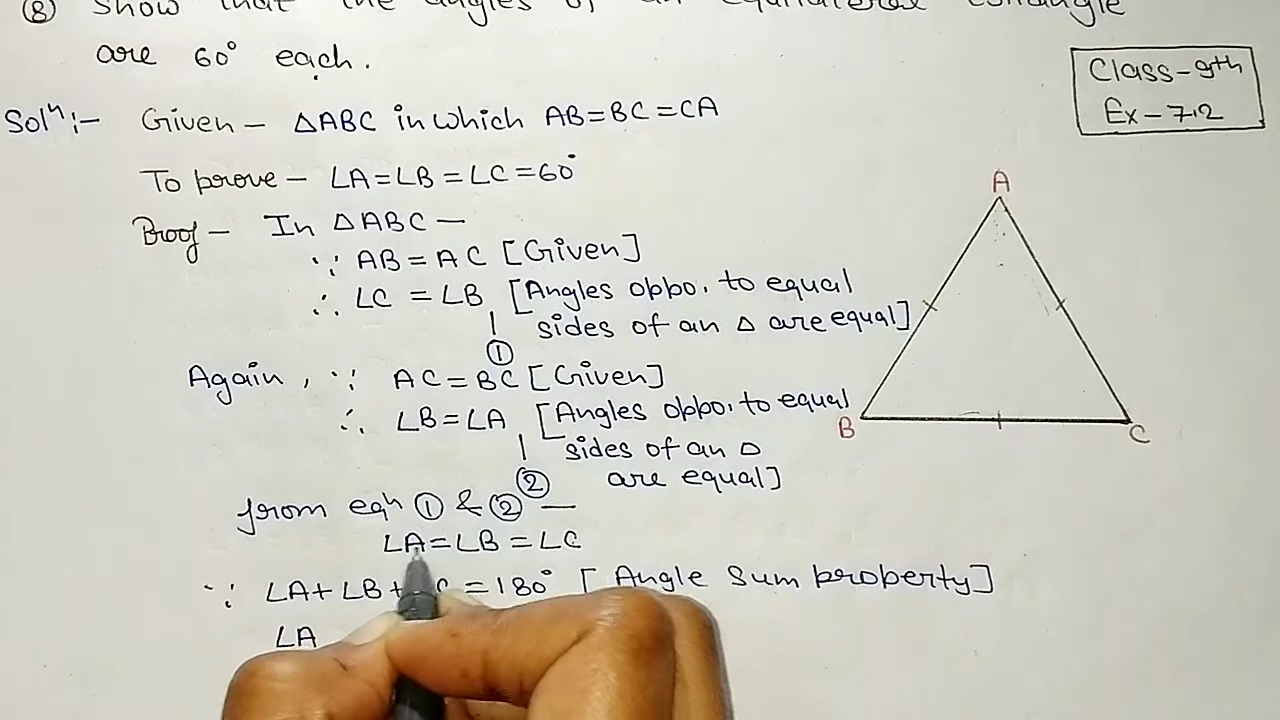 ⑧ Show that the angles of an equilateral triangle
are 60° each.
Class-9th
Ex-7.2
Solⁿ:- Given - △ABC in which AB=BC=CA
To prove - ∠A=∠B=∠C=60°
Proof - In △ABC -
∵ AB = AC [Given]
∴ ∠C = ∠B [Angles oppo. to equal
sides of an △ are equal]
①
Again, ∵ AC=BC [Given]
∴ ∠B=∠A [Angles oppo. to equal
sides of an △
are equal]
②
from eqⁿ ① & ② -
∠A=∠B=∠C
∵ ∠A+∠B+ C =180° [Angle Sum property]
∠A
A
B
C